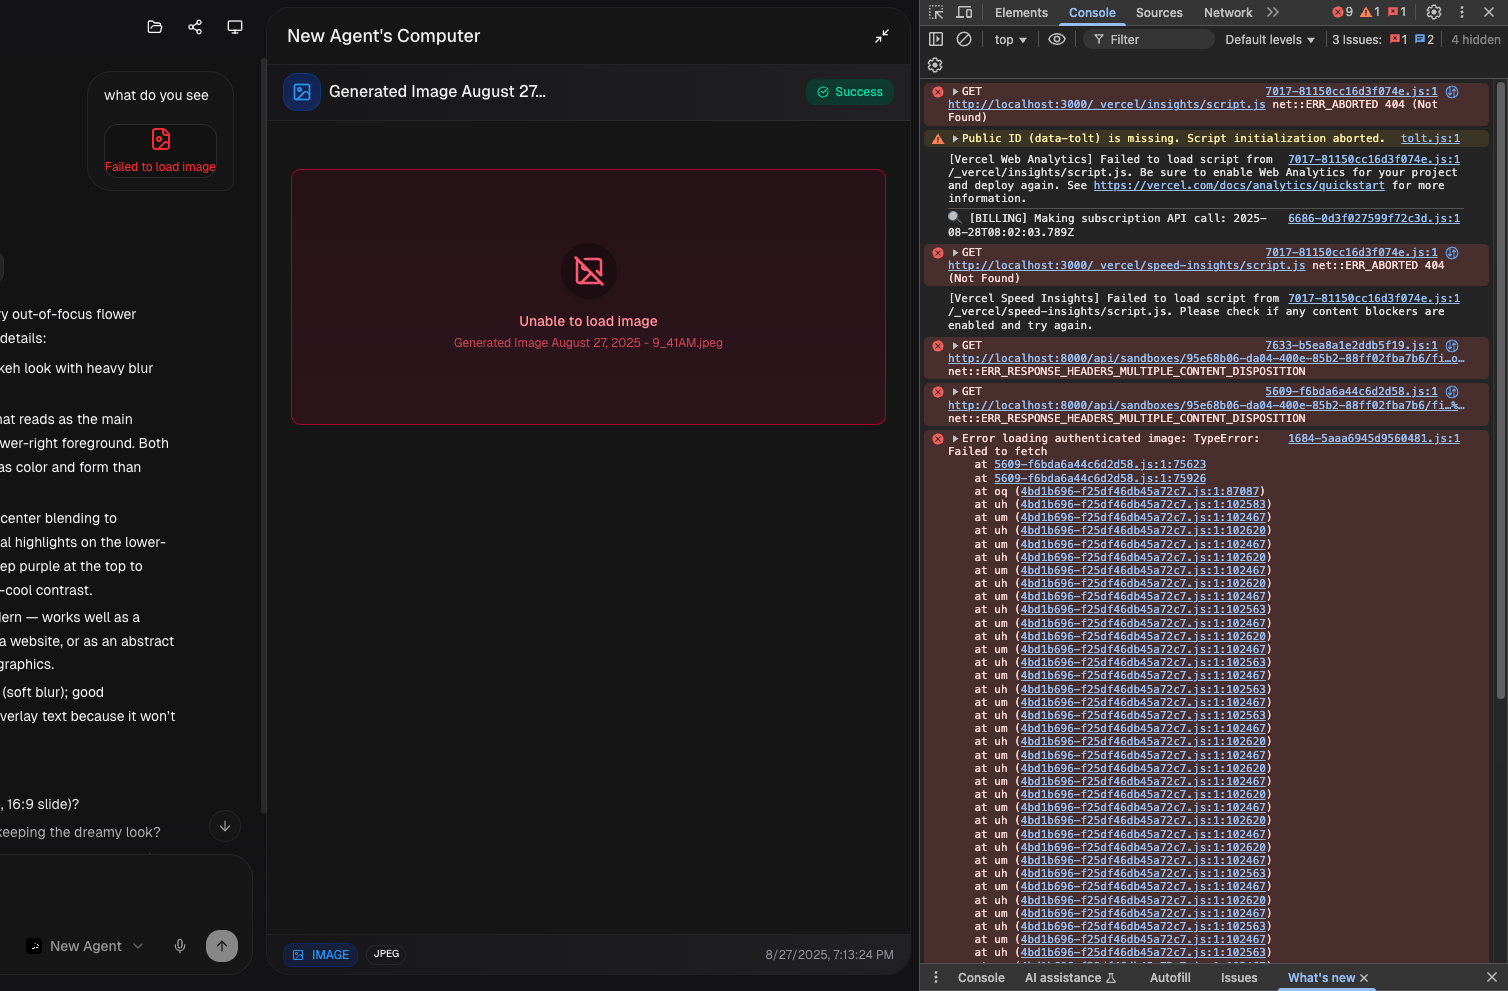 what do you see
Failed to load image
y out-of-focus flower
details:
keh look with heavy blur
hat reads as the main
wer-right foreground. Both
as color and form than
center blending to
al highlights on the lower-
ep purple at the top to
-cool contrast.
dern — works well as a
a website, or as an abstract
graphics.
(soft blur); good
verlay text because it won't
, 16:9 slide)?
keeping the dreamy look?
New Agent
New Agent's Computer
Generated Image August 27...
Success
Unable to load image
Generated Image August 27, 2025 - 9_41AM.jpeg
IMAGE
JPEG
8/27/2025, 7:13:24 PM
Elements Console Sources Network 9 1 1
top Filter Default levels 3 Issues: 1 2 4 hidden
GET 7017-81150cc16d3f074e.js:1
http://localhost:3000/_vercel/insights/script.js net::ERR_ABORTED 404 (Not
Found)
Public ID (data-tolt) is missing. Script initialization aborted. tolt.js:1
[Vercel Web Analytics] Failed to load script from 7017-81150cc16d3f074e.js:1
/_vercel/insights/script.js. Be sure to enable Web Analytics for your project
and deploy again. See https://vercel.com/docs/analytics/quickstart for more
information.
[BILLING] Making subscription API call: 2025- 6686-0d3f027599f72c3d.js:1
08-28T08:02:03.789Z
GET 7017-81150cc16d3f074e.js:1
http://localhost:3000/_vercel/speed-insights/script.js net::ERR_ABORTED 404
(Not Found)
[Vercel Speed Insights] Failed to load script from 7017-81150cc16d3f074e.js:1
/_vercel/speed-insights/script.js. Please check if any content blockers are
enabled and try again.
GET 7633-b5ea8a1e2ddb5f19.js:1
http://localhost:8000/api/sandboxes/95e68b06-da04-400e-85b2-88ff02fba7b6/fi…o…
net::ERR_RESPONSE_HEADERS_MULTIPLE_CONTENT_DISPOSITION
GET 5609-f6bda6a44c6d2d58.js:1
http://localhost:8000/api/sandboxes/95e68b06-da04-400e-85b2-88ff02fba7b6/fi…%…
net::ERR_RESPONSE_HEADERS_MULTIPLE_CONTENT_DISPOSITION
Error loading authenticated image: TypeError: 1684-5aaa6945d9560481.js:1
Failed to fetch
at 5609-f6bda6a44c6d2d58.js:1:75623
at 5609-f6bda6a44c6d2d58.js:1:75926
at oq (4bd1b696-f25df46db45a72c7.js:1:87087)
at uh (4bd1b696-f25df46db45a72c7.js:1:102583)
at um (4bd1b696-f25df46db45a72c7.js:1:102467)
at uh (4bd1b696-f25df46db45a72c7.js:1:102620)
at um (4bd1b696-f25df46db45a72c7.js:1:102467)
at uh (4bd1b696-f25df46db45a72c7.js:1:102620)
at um (4bd1b696-f25df46db45a72c7.js:1:102467)
at uh (4bd1b696-f25df46db45a72c7.js:1:102620)
at um (4bd1b696-f25df46db45a72c7.js:1:102467)
at uh (4bd1b696-f25df46db45a72c7.js:1:102563)
at um (4bd1b696-f25df46db45a72c7.js:1:102467)
at uh (4bd1b696-f25df46db45a72c7.js:1:102620)
at um (4bd1b696-f25df46db45a72c7.js:1:102467)
at uh (4bd1b696-f25df46db45a72c7.js:1:102563)
at um (4bd1b696-f25df46db45a72c7.js:1:102467)
at uh (4bd1b696-f25df46db45a72c7.js:1:102563)
at um (4bd1b696-f25df46db45a72c7.js:1:102467)
at uh (4bd1b696-f25df46db45a72c7.js:1:102563)
at um (4bd1b696-f25df46db45a72c7.js:1:102467)
at uh (4bd1b696-f25df46db45a72c7.js:1:102620)
at um (4bd1b696-f25df46db45a72c7.js:1:102467)
at uh (4bd1b696-f25df46db45a72c7.js:1:102620)
at um (4bd1b696-f25df46db45a72c7.js:1:102467)
at uh (4bd1b696-f25df46db45a72c7.js:1:102620)
at um (4bd1b696-f25df46db45a72c7.js:1:102467)
at uh (4bd1b696-f25df46db45a72c7.js:1:102620)
at um (4bd1b696-f25df46db45a72c7.js:1:102467)
at uh (4bd1b696-f25df46db45a72c7.js:1:102620)
at um (4bd1b696-f25df46db45a72c7.js:1:102467)
at uh (4bd1b696-f25df46db45a72c7.js:1:102563)
at um (4bd1b696-f25df46db45a72c7.js:1:102467)
at uh (4bd1b696-f25df46db45a72c7.js:1:102620)
at um (4bd1b696-f25df46db45a72c7.js:1:102467)
at uh (4bd1b696-f25df46db45a72c7.js:1:102563)
at um (4bd1b696-f25df46db45a72c7.js:1:102467)
at uh (4bd1b696-f25df46db45a72c7.js:1:102563)
Console AI assistance Autofill Issues What's new